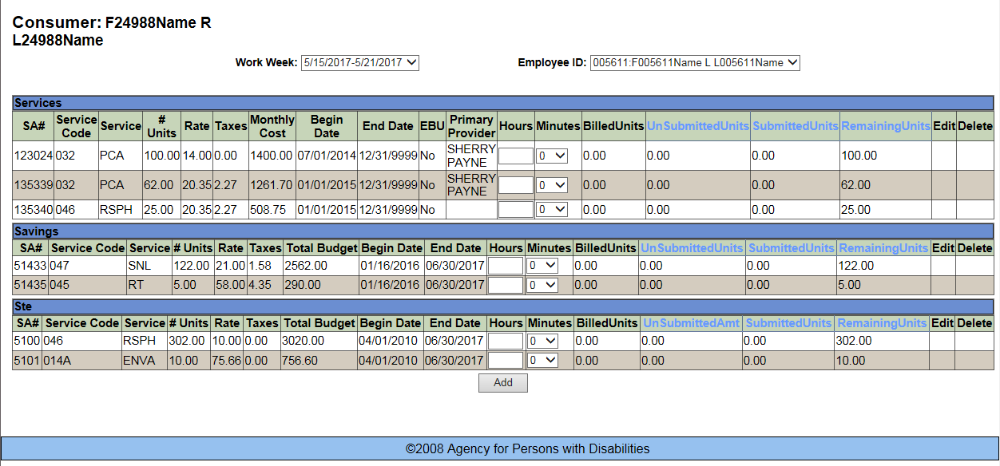 Consumer: F24988Name R
L24988Name
Work Week: 5/15/2017-5/21/2017 Employee ID: 005611:F005611Name L L005611Name
Services
SA# Service Code Service # Units Rate Taxes Monthly Cost Begin Date End Date EBU Primary Provider Hours Minutes BilledUnits UnSubmittedUnits SubmittedUnits RemainingUnits Edit Delete
123024 032 PCA 100.00 14.00 0.00 1400.00 07/01/2014 12/31/9999 No SHERRY PAYNE 0 0.00 0.00 0.00 100.00
135339 032 PCA 62.00 20.35 2.27 1261.70 01/01/2015 12/31/9999 No SHERRY PAYNE 0 0.00 0.00 0.00 62.00
135340 046 RSPH 25.00 20.35 2.27 508.75 01/01/2015 12/31/9999 No 0 0.00 0.00 0.00 25.00
Savings
SA# Service Code Service # Units Rate Taxes Total Budget Begin Date End Date Hours Minutes BilledUnits UnSubmittedUnits SubmittedUnits RemainingUnits Edit Delete
51433 047 SNL 122.00 21.00 1.58 2562.00 01/16/2016 06/30/2017 0 0.00 0.00 0.00 122.00
51435 045 RT 5.00 58.00 4.35 290.00 01/16/2016 06/30/2017 0 0.00 0.00 0.00 5.00
Ste
SA# Service Code Service # Units Rate Taxes Total Budget Begin Date End Date Hours Minutes BilledUnits UnSubmittedAmt SubmittedUnits RemainingUnits Edit Delete
5100 046 RSPH 302.00 10.00 0.00 3020.00 04/01/2010 06/30/2017 0 0.00 0.00 0.00 302.00
5101 014A ENVA 10.00 75.66 0.00 756.60 04/01/2010 06/30/2017 0 0.00 0.00 0.00 10.00
Add
©2008 Agency for Persons with Disabilities